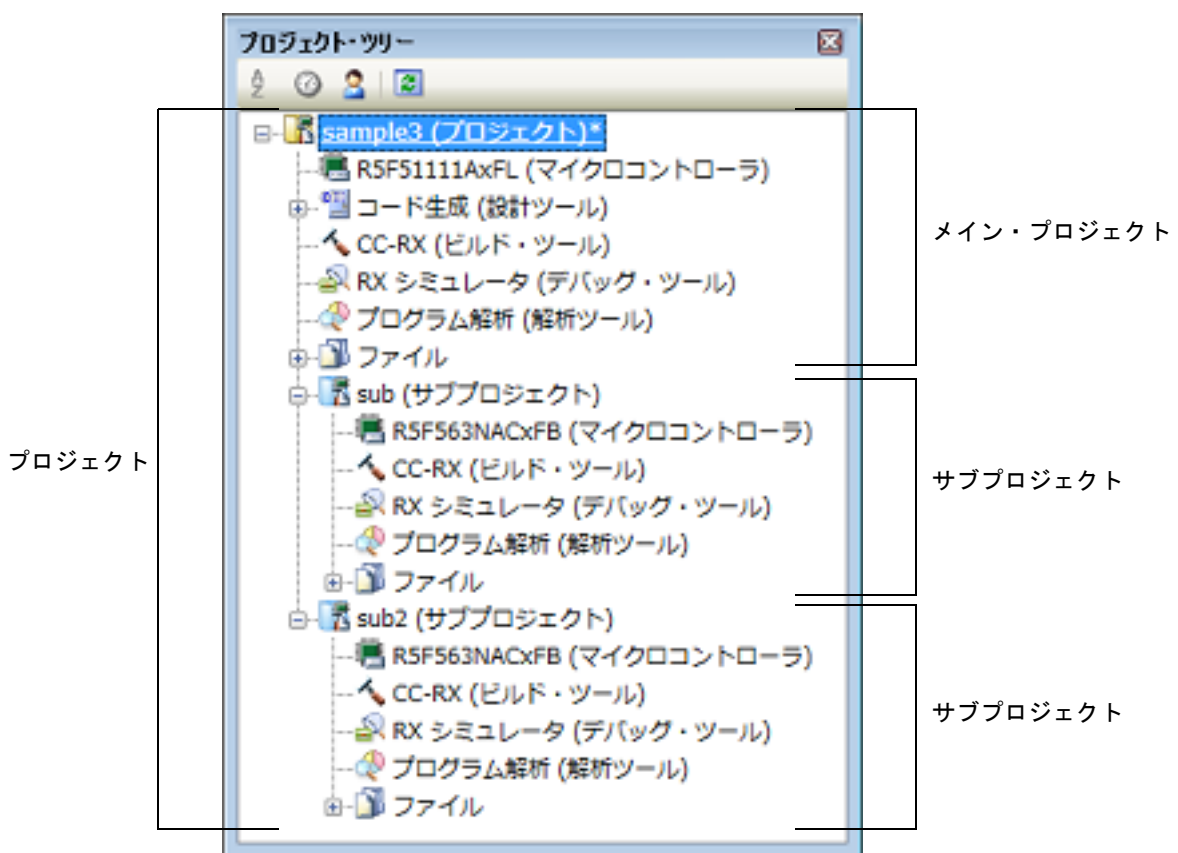 プロジェクト・ツリー
sample3 (プロジェクト)*
R5F51111AxFL (マイクロコントローラ)
コード生成 (設計ツール)
CC-RX (ビルド・ツール)
RX シミュレータ (デバッグ・ツール)
プログラム解析 (解析ツール)
ファイル
sub (サブプロジェクト)
R5F563NACxFB (マイクロコントローラ)
CC-RX (ビルド・ツール)
RX シミュレータ (デバッグ・ツール)
プログラム解析 (解析ツール)
ファイル
sub2 (サブプロジェクト)
R5F563NACxFB (マイクロコントローラ)
CC-RX (ビルド・ツール)
RX シミュレータ (デバッグ・ツール)
プログラム解析 (解析ツール)
ファイル
プロジェクト
メイン・プロジェクト
サブプロジェクト
サブプロジェクト